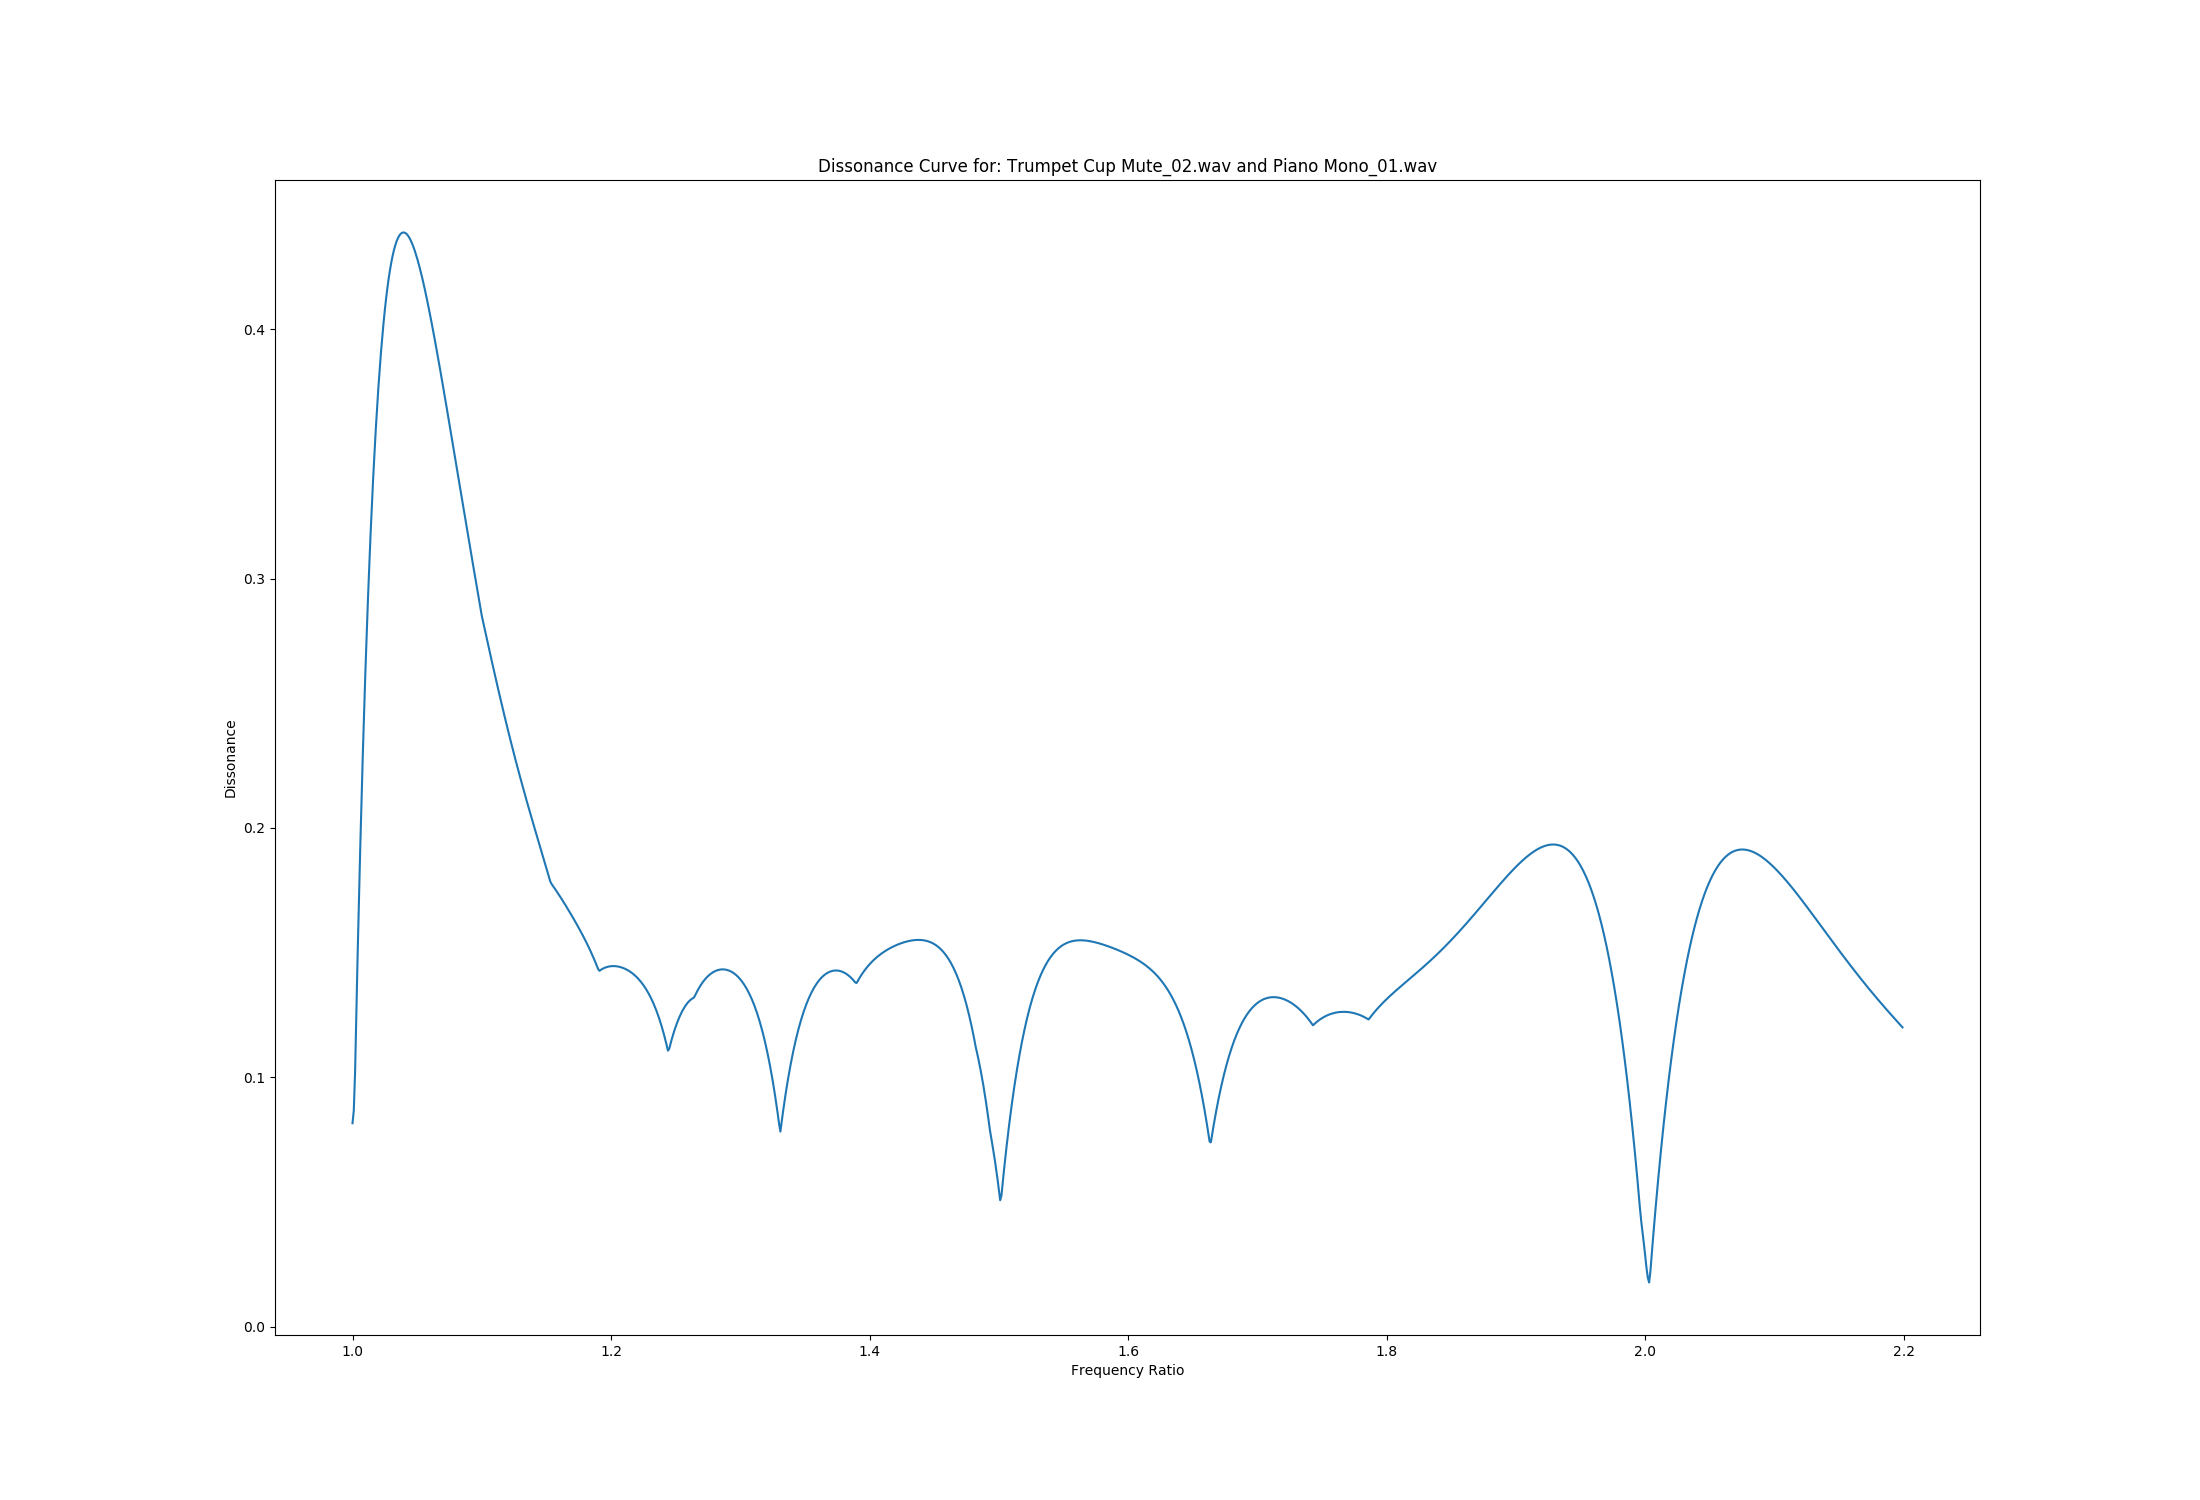 Dissonance Curve for: Trumpet Cup Mute_02.wav and Piano Mono_01.wav
0.4
0.3
0.2
0.1
0.0
Dissonance
1.0 1.2 1.4 1.6 1.8 2.0 2.2
Frequency Ratio